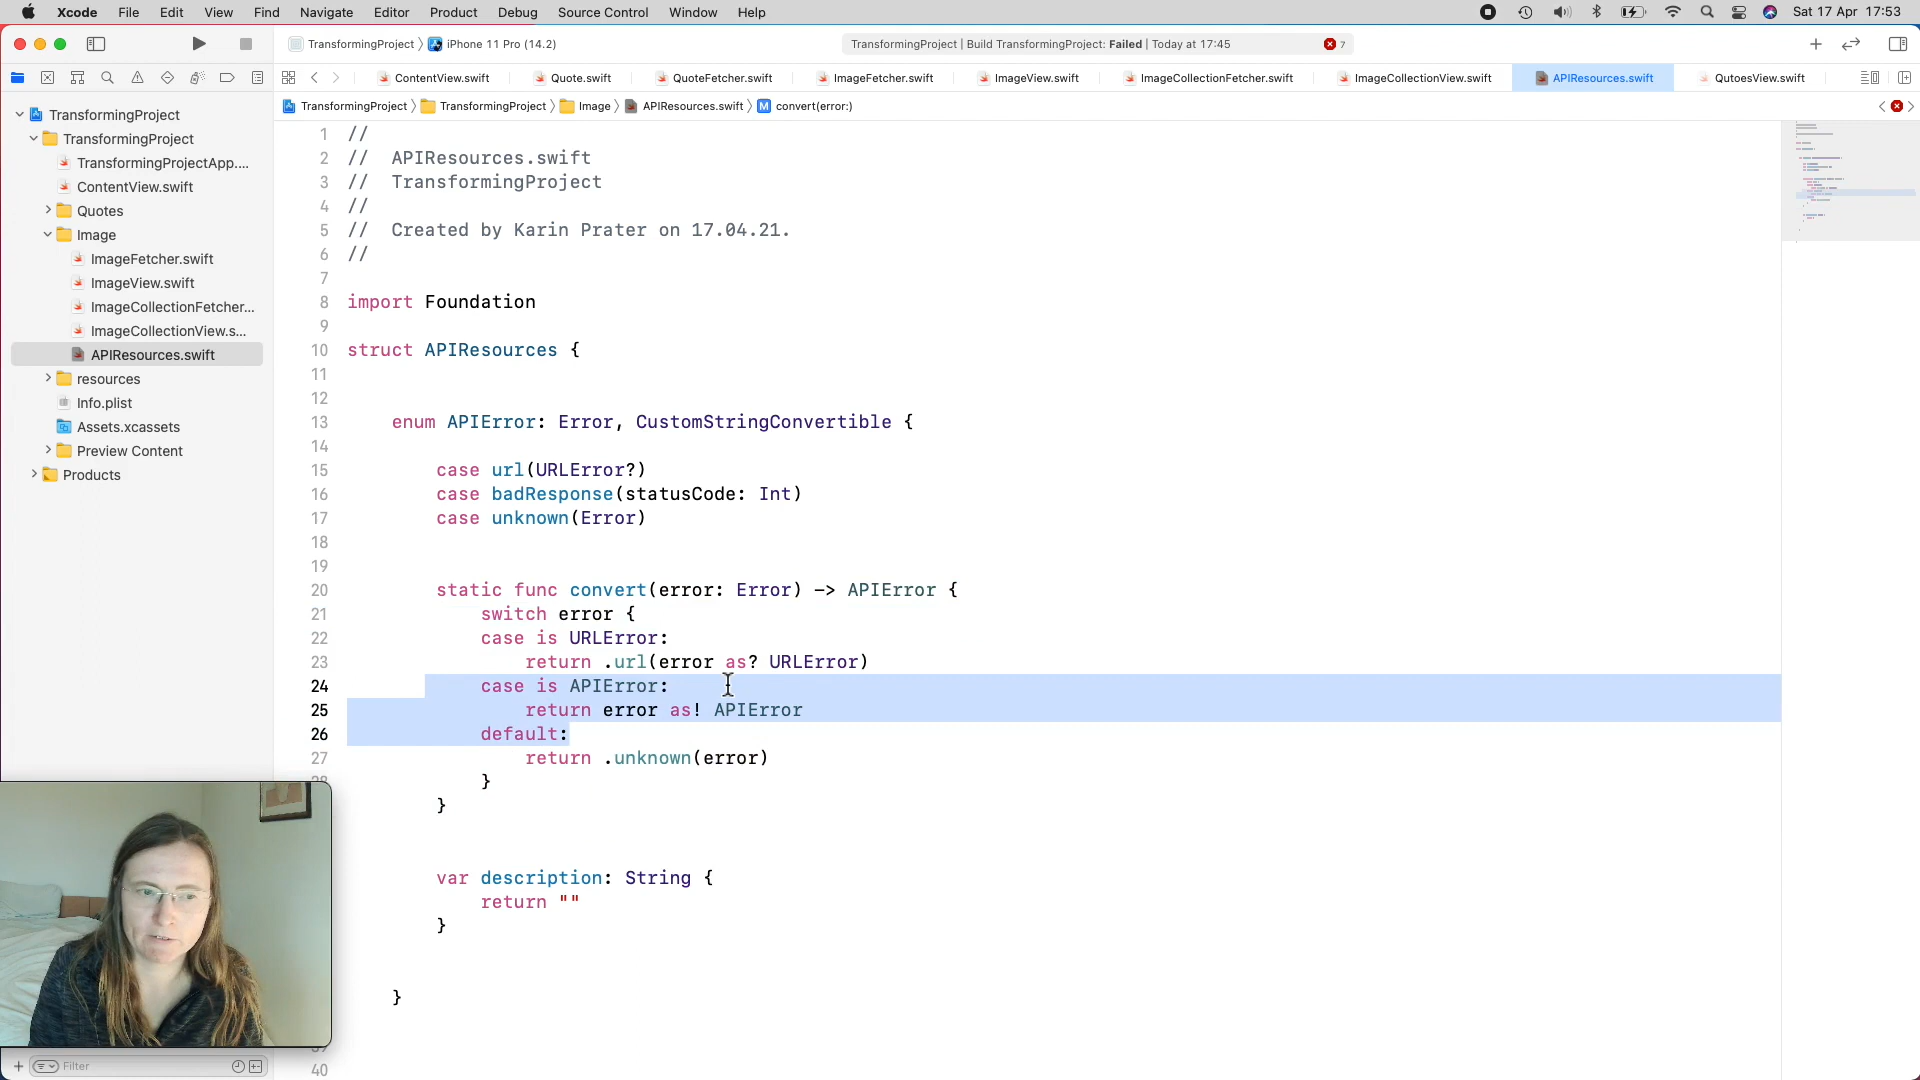 Xcode File Edit View Find Navigate Editor Product Debug Source Control Window Help Sat 17 Apr 17:53
TransformingProject iPhone 11 Pro (14.2) TransformingProject | Build TransformingProject: Failed | Today at 17:45 7
ContentView.swift Quote.swift QuoteFetcher.swift ImageFetcher.swift ImageView.swift ImageCollectionFetcher.swift ImageCollectionView.swift APIResources.swift QutoesView.swift
TransformingProject TransformingProject Image APIResources.swift M convert(error:)
TransformingProject
TransformingProject
TransformingProjectApp....
ContentView.swift
Quotes
Image
ImageFetcher.swift
ImageView.swift
ImageCollectionFetcher...
ImageCollectionView.s...
APIResources.swift
resources
Info.plist
Assets.xcassets
Preview Content
Products
Filter
1 //
2 // APIResources.swift
3 // TransformingProject
4 //
5 // Created by Karin Prater on 17.04.21.
6 //
7
8 import Foundation
9
10 struct APIResources {
11
12
13 enum APIError: Error, CustomStringConvertible {
14
15 case url(URLError?)
16 case badResponse(statusCode: Int)
17 case unknown(Error)
18
19
20 static func convert(error: Error) -> APIError {
21 switch error {
22 case is URLError:
23 return .url(error as? URLError)
24 case is APIError:
25 return error as! APIError
26 default:
27 return .unknown(error)
}
}
var description: String {
return ""
}
}
40